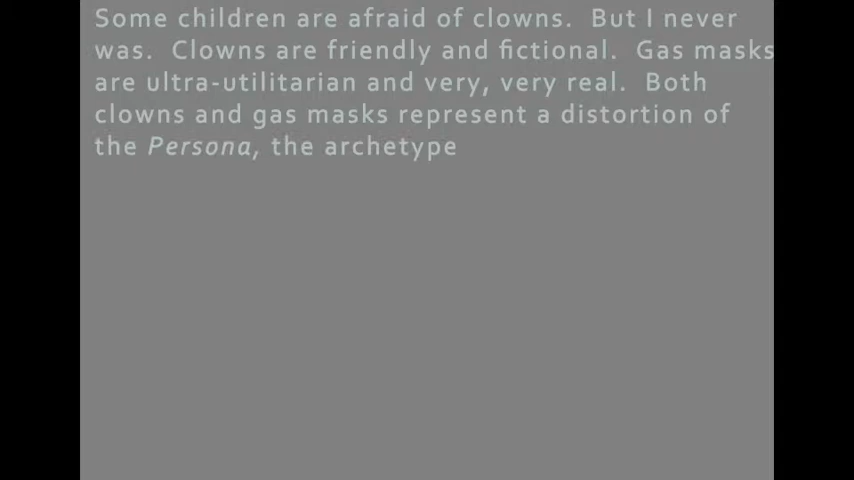 Some children are afraid of clowns.  But I never
was.  Clowns are friendly and fictional.  Gas masks
are ultra-utilitarian and very, very real.  Both
clowns and gas masks represent a distortion of
the Persona, the archetype